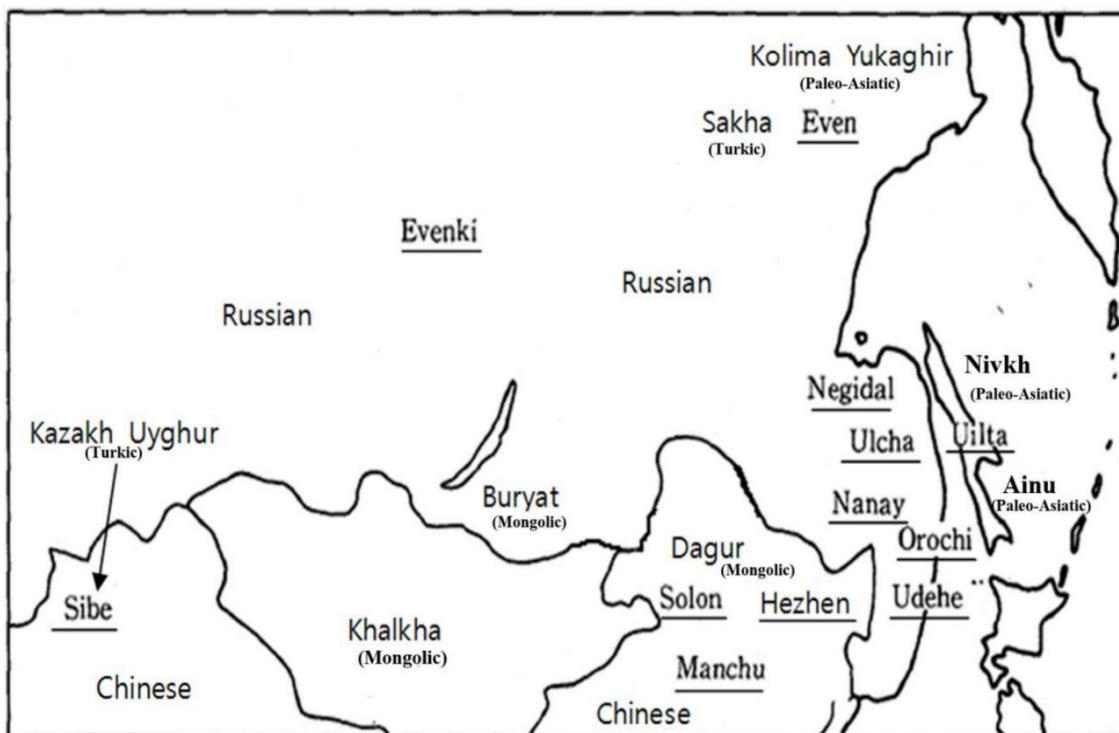 Kolima Yukaghir
(Paleo-Asiatic)
Sakha
(Turkic)
Even
Evenki
Russian
Russian
Nivkh
(Paleo-Asiatic)
Negidal
Kazakh Uyghur
(Turkic)
Ulcha
Uilta
Buryat
(Mongolic)
Ainu
(Paleo-Asiatic)
Nanay
Orochi
Dagur
(Mongolic)
Sibe
Solon
Hezhen
Udehe
Khalkha
(Mongolic)
Manchu
Chinese
Chinese